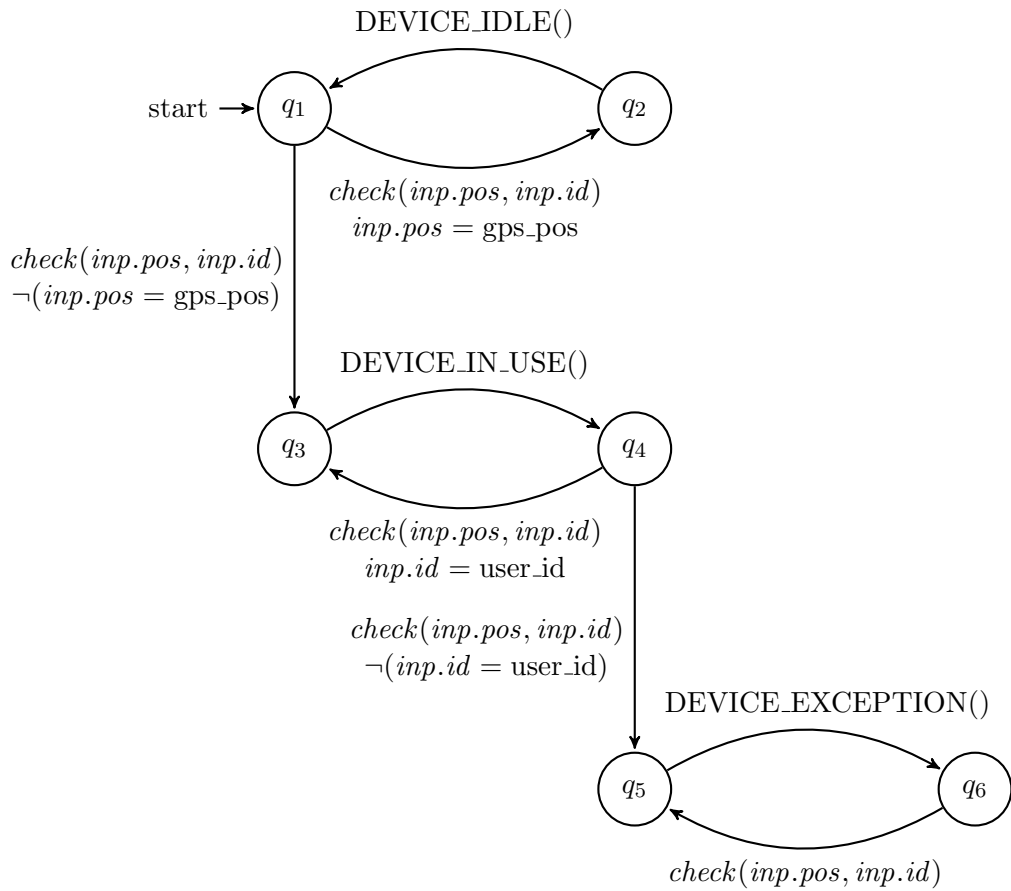 DEVICE_IDLE()
start
q1
q2
check(inp.pos, inp.id)
inp.pos = gps_pos
check(inp.pos, inp.id)
¬(inp.pos = gps_pos)
DEVICE_IN_USE()
q3
q4
check(inp.pos, inp.id)
inp.id = user_id
check(inp.pos, inp.id)
¬(inp.id = user_id)
DEVICE_EXCEPTION()
q5
q6
check(inp.pos, inp.id)